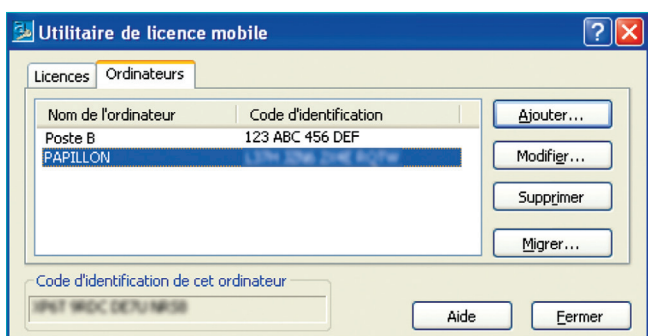 Utilitaire de licence mobile
Licences Ordinateurs
Nom de l'ordinateur Code d'identification
Poste B 123 ABC 456 DEF
PAPILLON
Ajouter...
Modifier...
Supprimer
Migrer...
Code d'identification de cet ordinateur
Aide Fermer